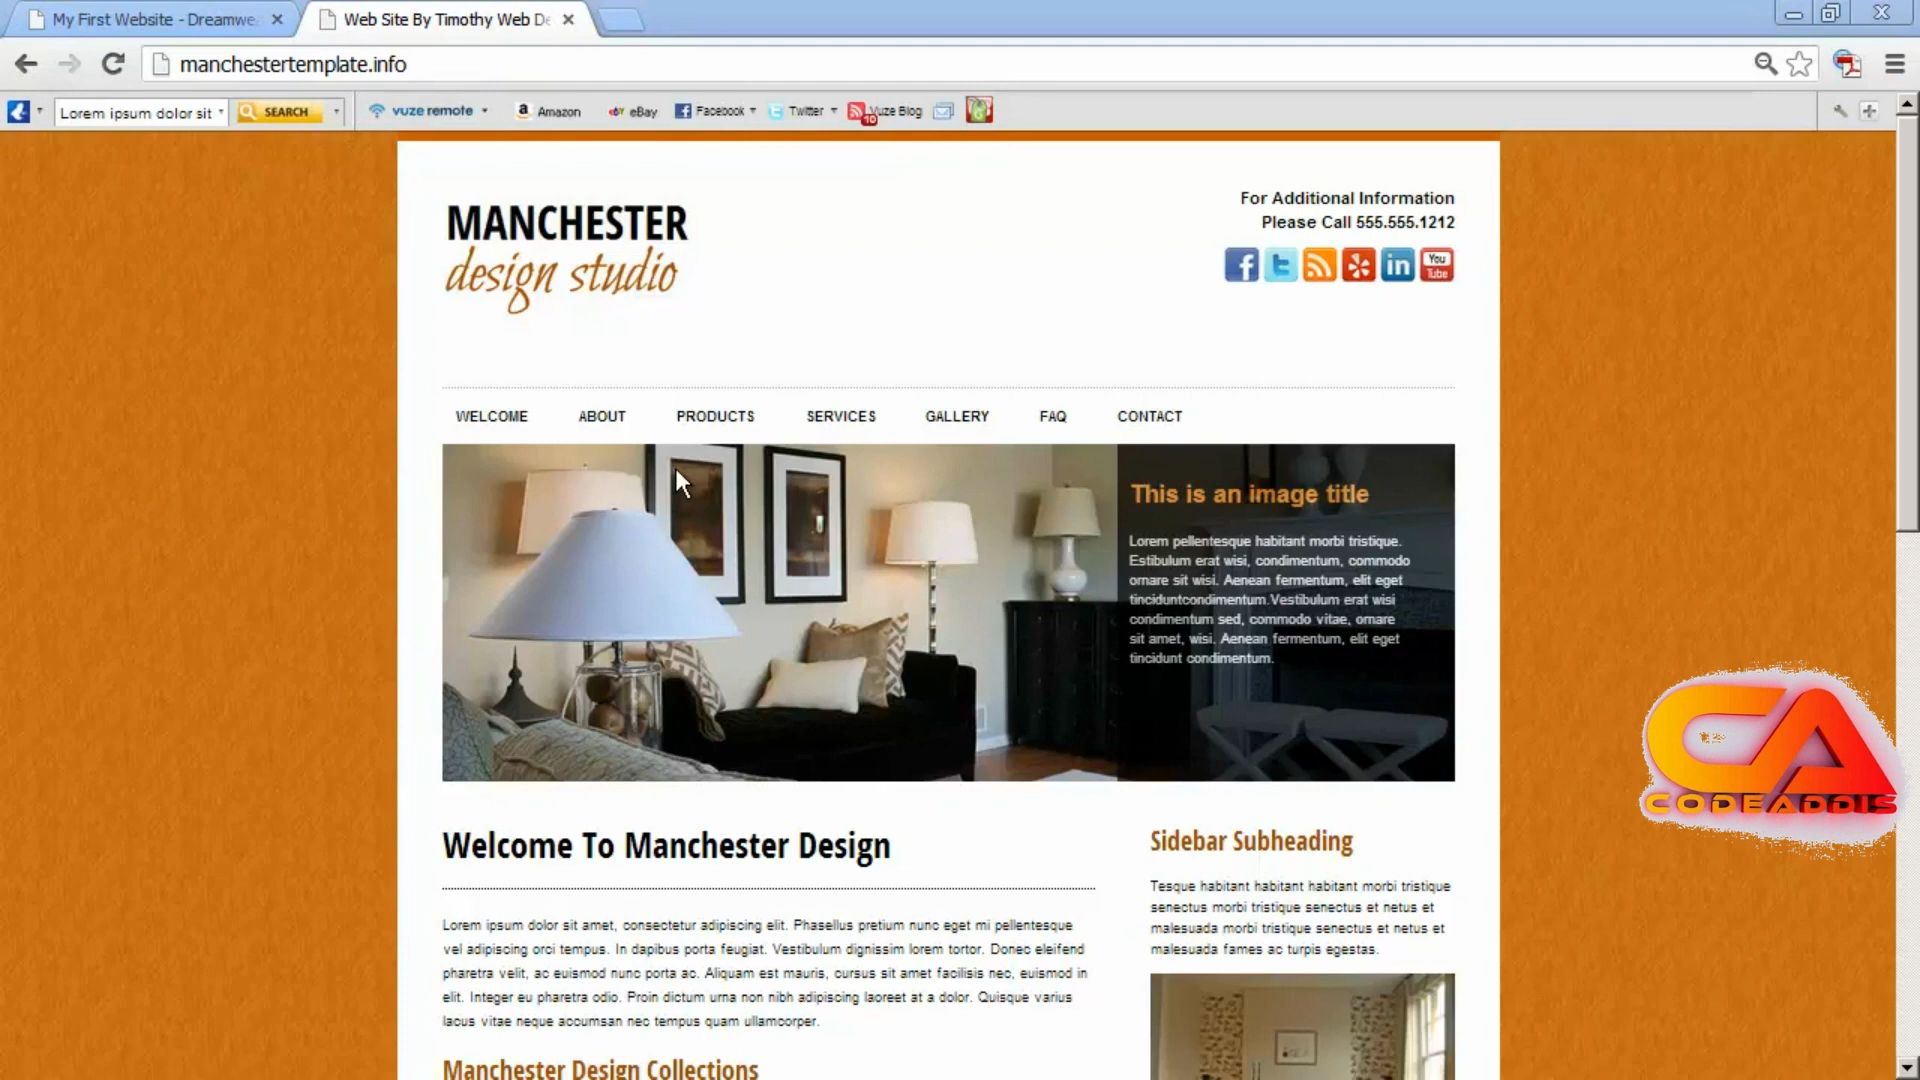 My First Website - Dreamwe
Web Site By Timothy Web De
manchestertemplate.info
Lorem ipsum dolor sit
SEARCH
vuze remote
a Amazon
ebY eBay
Facebook
Twitter
10
Vuze Blog
MANCHESTER
design studio
For Additional Information
Please Call 555.555.1212
in
You
Tube
WELCOME ABOUT PRODUCTS SERVICES GALLERY FAQ CONTACT
This is an image title
Lorem pellentesque habitant morbi tristique.
Estibulum erat wisi, condimentum, commodo
ornare sit wisi. Aenean fermentum, elit eget
tinciduntcondimentum.Vestibulum erat wisi
condimentum sed, commodo vitae, ornare
sit amet, wisi. Aenean fermentum, elit eget
tincidunt condimentum.
Welcome To Manchester Design
Lorem ipsum dolor sit amet, consectetur adipiscing elit. Phasellus pretium nunc eget mi pellentesque
vel adipiscing orci tempus. In dapibus porta feugiat. Vestibulum dignissim lorem tortor. Donec eleifend
pharetra velit, ac euismod nunc porta ac. Aliquam est mauris, cursus sit amet facilisis nec, euismod in
elit. Integer eu pharetra odio. Proin dictum urna non nibh adipiscing laoreet at a dolor. Quisque varius
lacus vitae neque accumsan nec tempus quam ullamcorper.
Manchester Design Collections
Sidebar Subheading
Tesque habitant habitant habitant morbi tristique
senectus morbi tristique senectus et netus et
malesuada morbi tristique senectus et netus et
malesuada fames ac turpis egestas.
CA
CODEADDIS